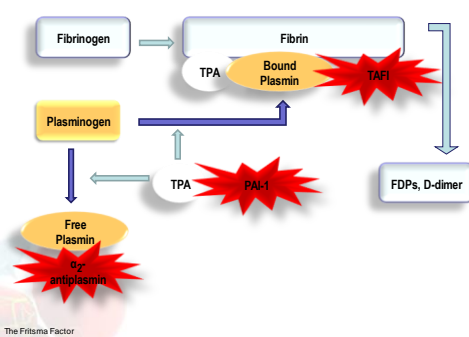 Fibrinogen
Fibrin
TPA
Bound
Plasmin
TAFI
Plasminogen
TPA
PAI-1
FDPs, D-dimer
Free
Plasmin
α2-
antiplasmin
The Fritsma Factor